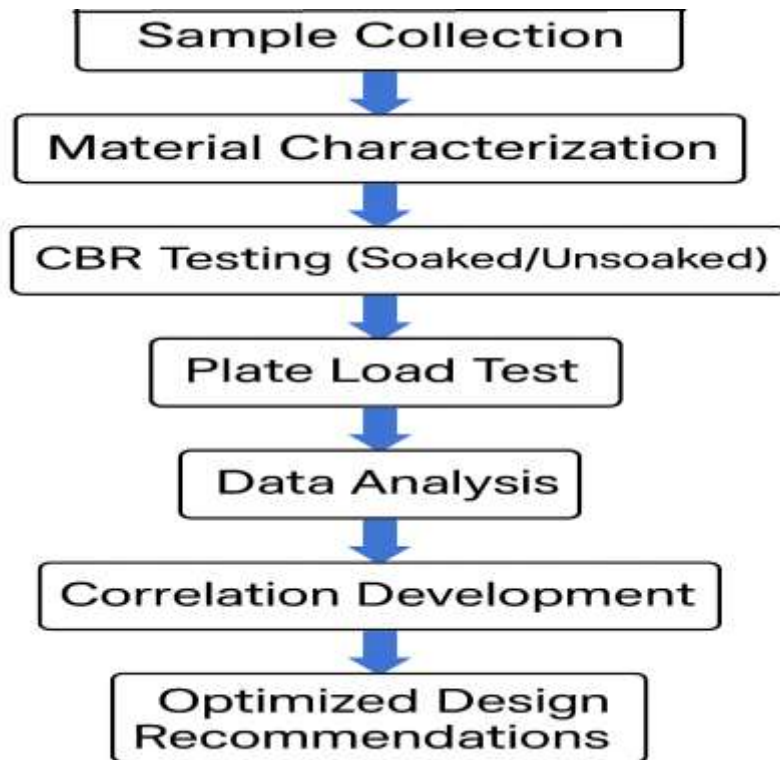 Sample Collection
Material Characterization
CBR Testing (Soaked/Unsoaked)
Plate Load Test
Data Analysis
Correlation Development
Optimized Design
Recommendations